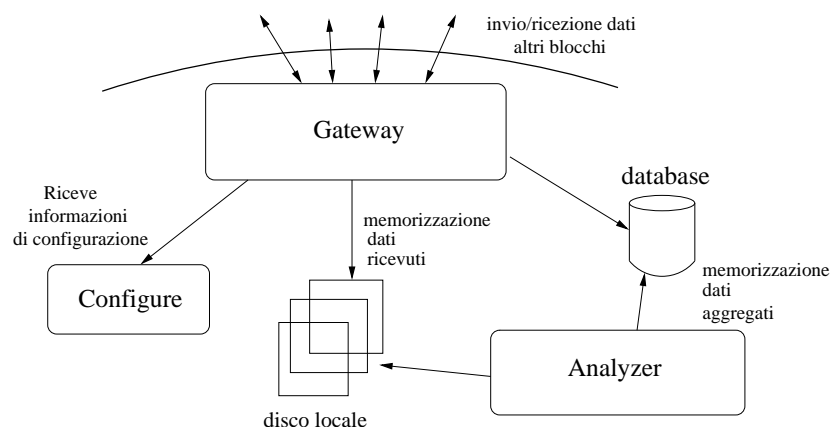 invio/ricezione dati
altri blocchi
Gateway
database
Riceve
informazioni
di configurazione
memorizzazione
dati
ricevuti
memorizzazione
dati
aggregati
Configure
Analyzer
disco locale